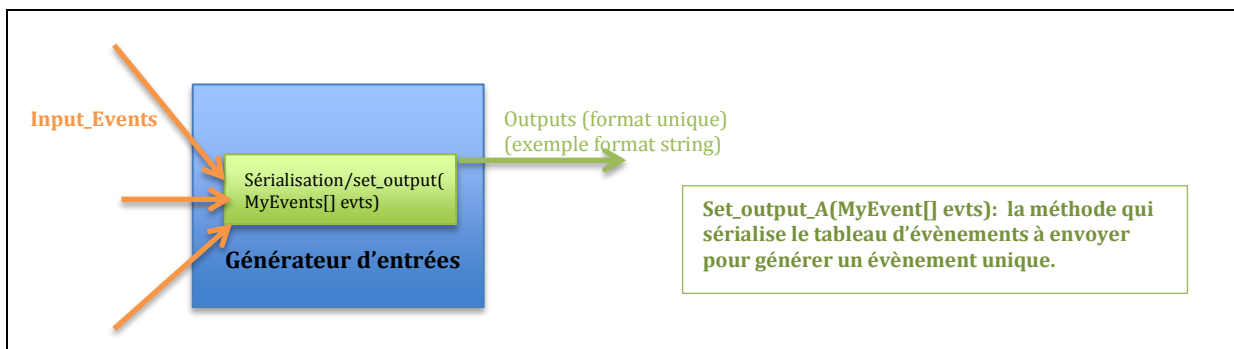 Input_Events
Sérialisation/set_output(
MyEvents[] evts)
Générateur d'entrées
Outputs (format unique)
(exemple format string)
Set_output_A(MyEvent[] evts): la méthode qui
sérialise le tableau d'évènements à envoyer
pour générer un évènement unique.